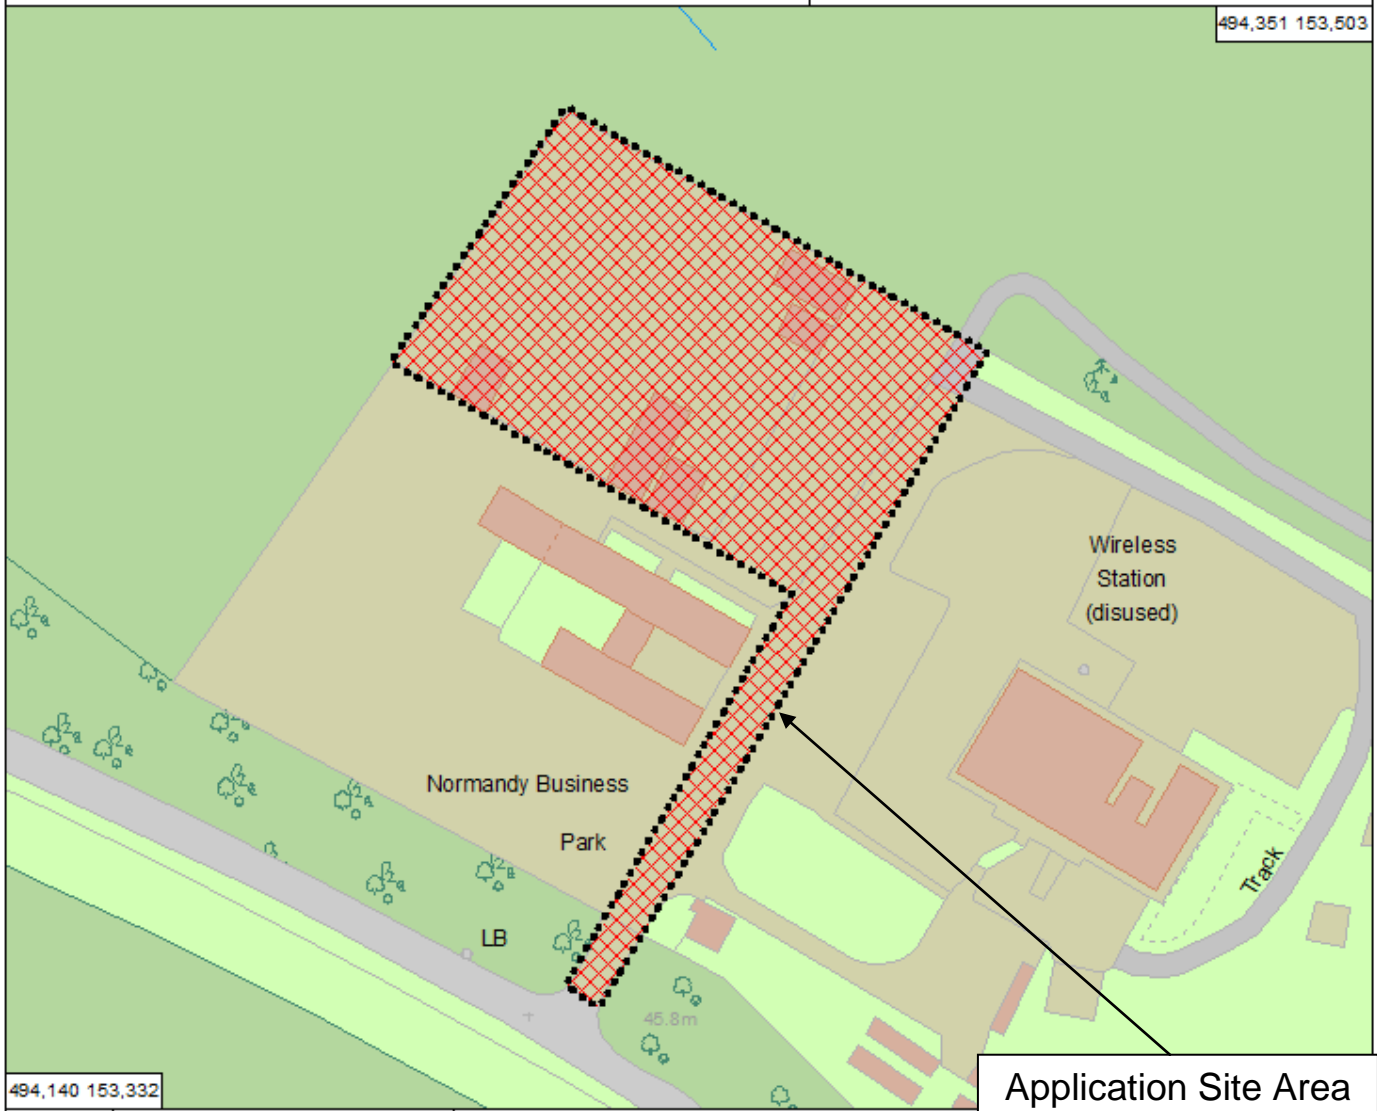 494,351 153,503
Wireless
Station
(disused)
Normandy Business
Park
Track
LB
45.8m
494,140 153,332
Application Site Area